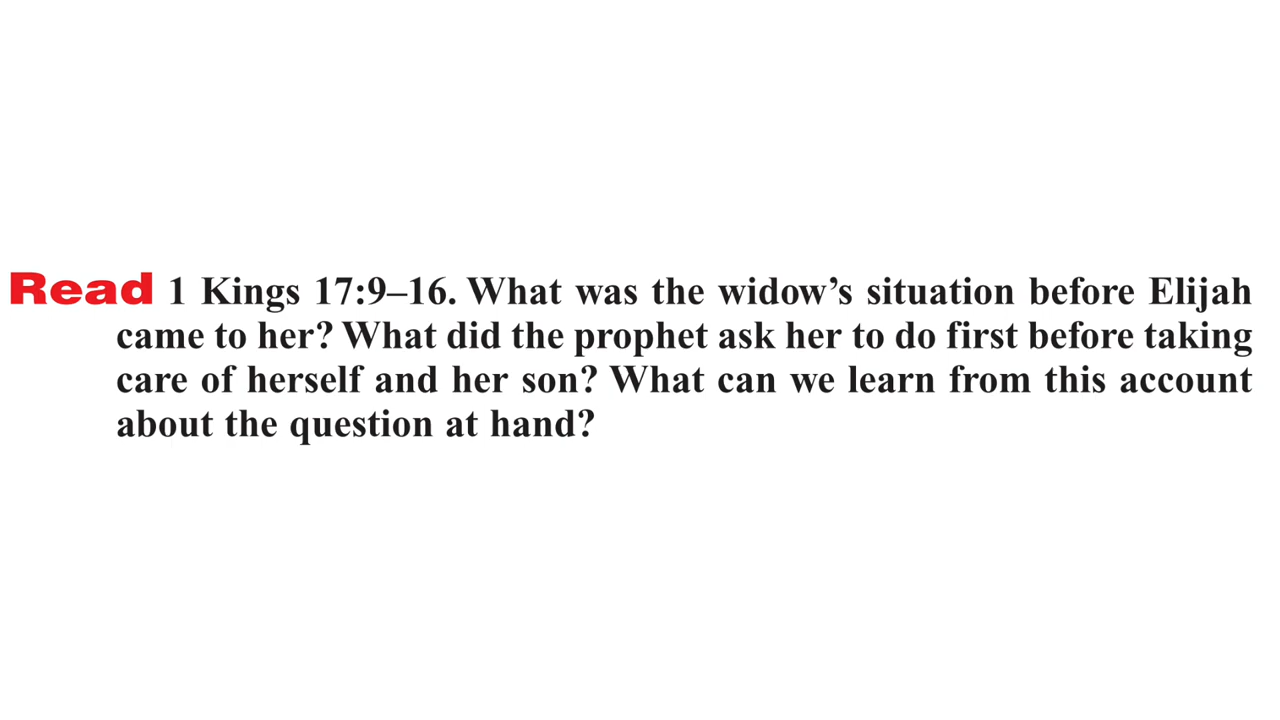 Read 1 Kings 17:9–16. What was the widow’s situation before Elijah
came to her? What did the prophet ask her to do first before taking
care of herself and her son? What can we learn from this account
about the question at hand?